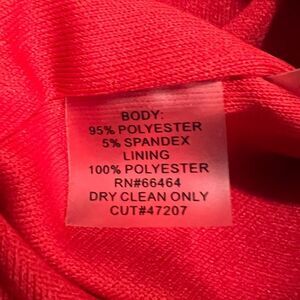 BODY:
95% POLYESTER
5% SPANDEX
LINING
100% POLYESTER
RN#66464
DRY CLEAN ONLY
CUT#47207